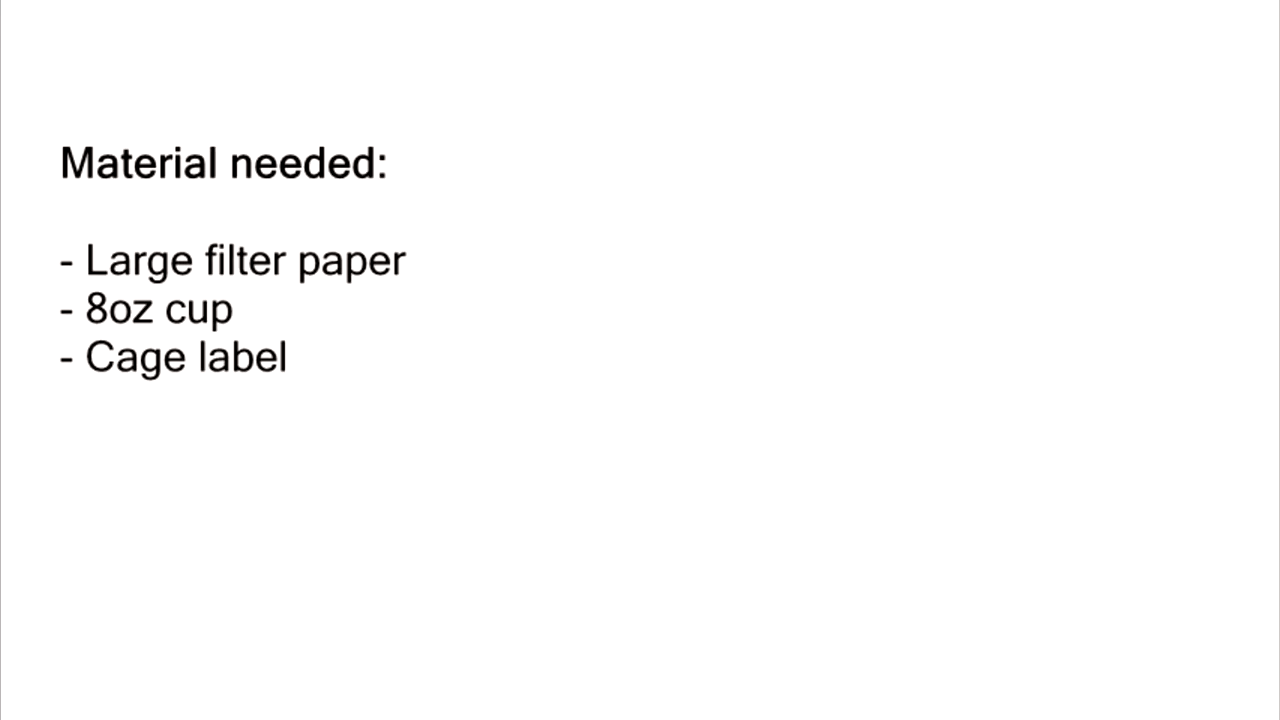 Material needed:
- Large filter paper
- 8oz cup
- Cage label